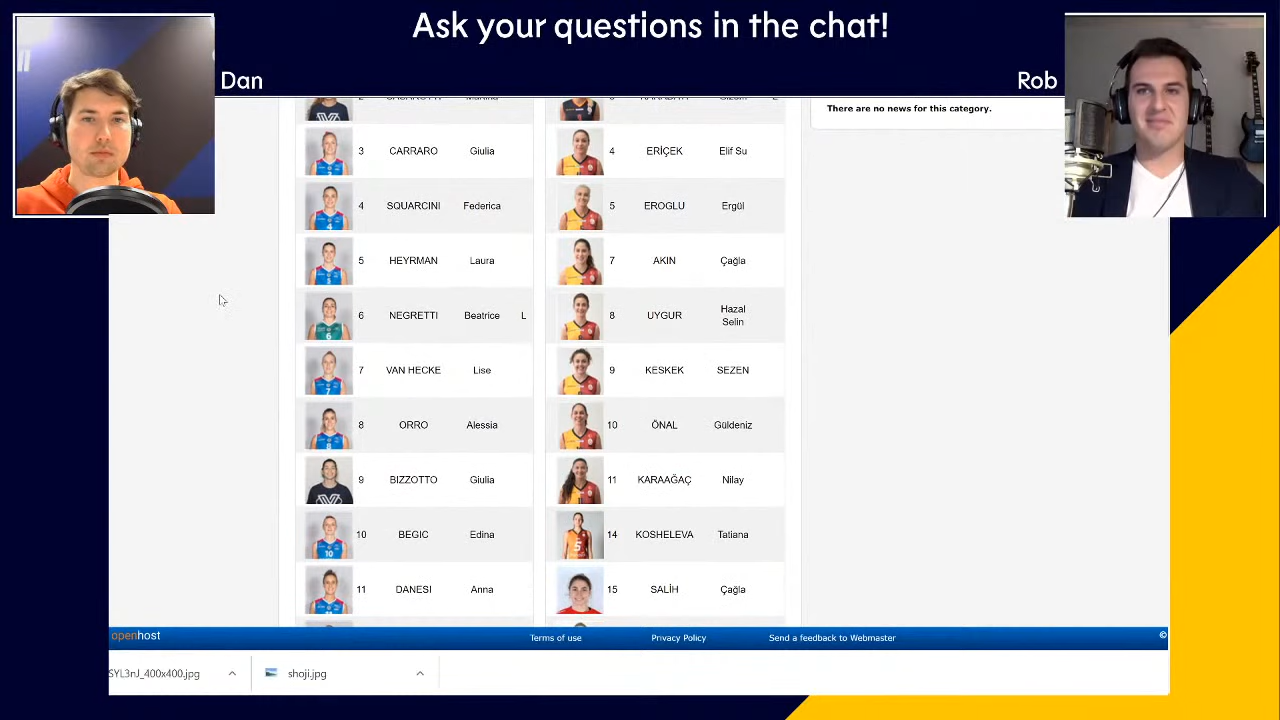 Ask your questions in the chat!
Dan
Rob
There are no news for this category.
3 CARRARO Giulia
4 SQUARCINI Federica
5 HEYRMAN Laura
6 NEGRETTI Beatrice L
7 VAN HECKE Lise
8 ORRO Alessia
9 BIZZOTTO Giulia
10 BEGIC Edina
11 DANESI Anna
4 ERİÇEK Elif Su
5 EROGLU Ergül
7 AKIN Çağla
8 UYGUR Hazal
Selin
9 KESKEK SEZEN
10 ÖNAL Güldeniz
11 KARAAĞAÇ Nilay
14 KOSHELEVA Tatiana
15 SALİH Çağla
openhost
Terms of use
Privacy Policy
Send a feedback to Webmaster
©
SYL3nJ_400x400.jpg
shoji.jpg